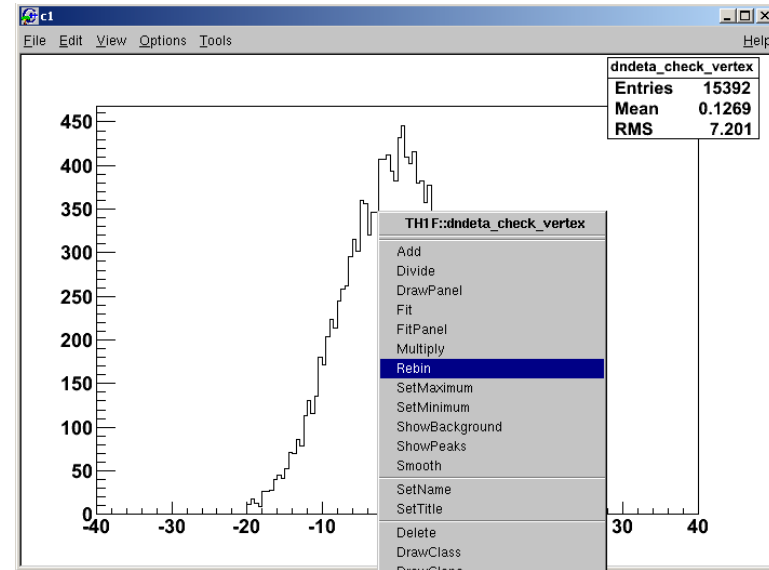 c1
File Edit View Options Tools Help
dndeta_check_vertex
Entries 15392
Mean 0.1269
RMS 7.201
450
400
350
300
250
200
150
100
50
0
-40 -30 -20 -10 30 40
TH1F::dndeta_check_vertex
Add
Divide
DrawPanel
Fit
FitPanel
Multiply
Rebin
SetMaximum
SetMinimum
ShowBackground
ShowPeaks
Smooth
SetName
SetTitle
Delete
DrawClass
DrawClone